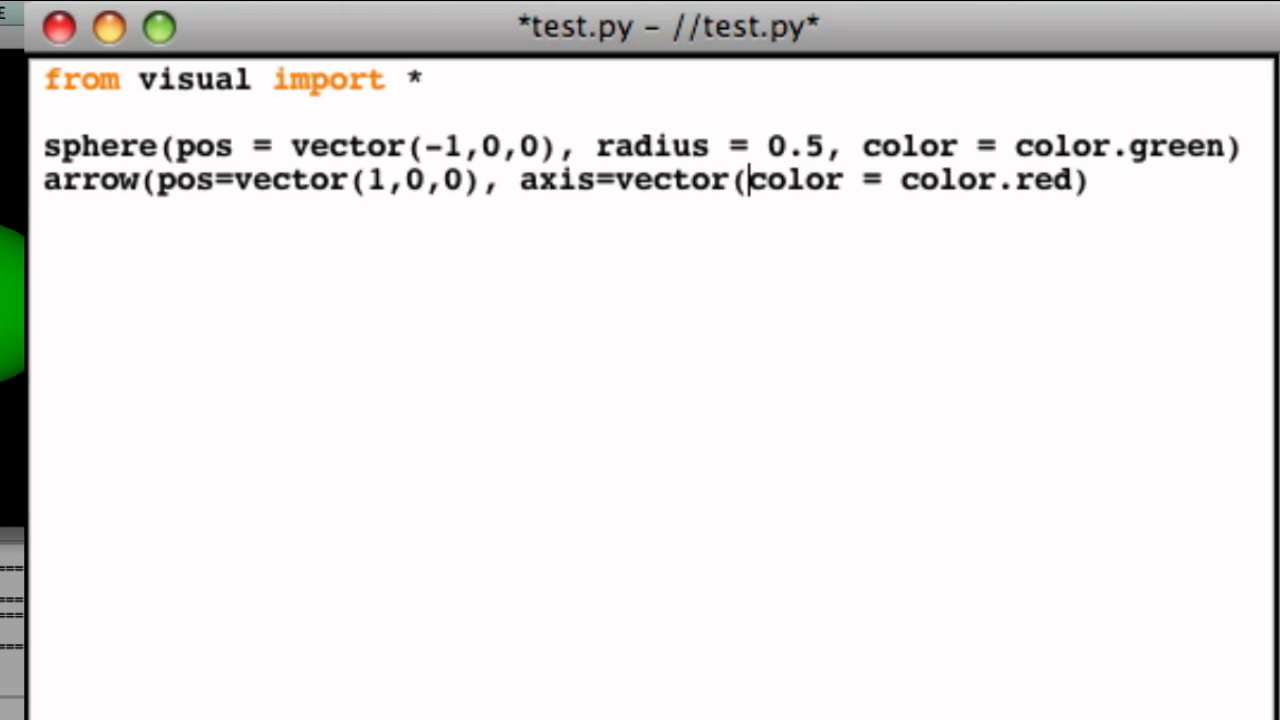 E
*test.py – //test.py*
from visual import *
sphere(pos = vector(-1,0,0), radius = 0.5, color = color.green)
arrow(pos=vector(1,0,0), axis=vector(color = color.red)
===
===
===
===